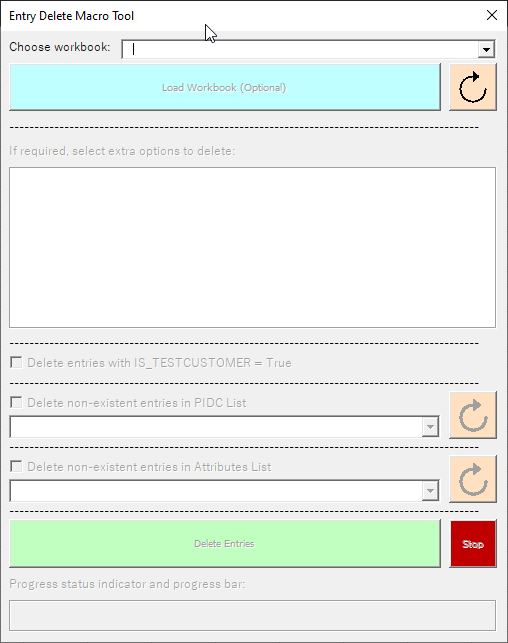 Entry Delete Macro Tool
Choose workbook:
Load Workbook (Optional)
If required, select extra options to delete:
Delete entries with IS_TESTCUSTOMER = True
Delete non-existent entries in PIDC List
Delete non-existent entries in Attributes List
Delete Entries
Stop
Progress status indicator and progress bar: